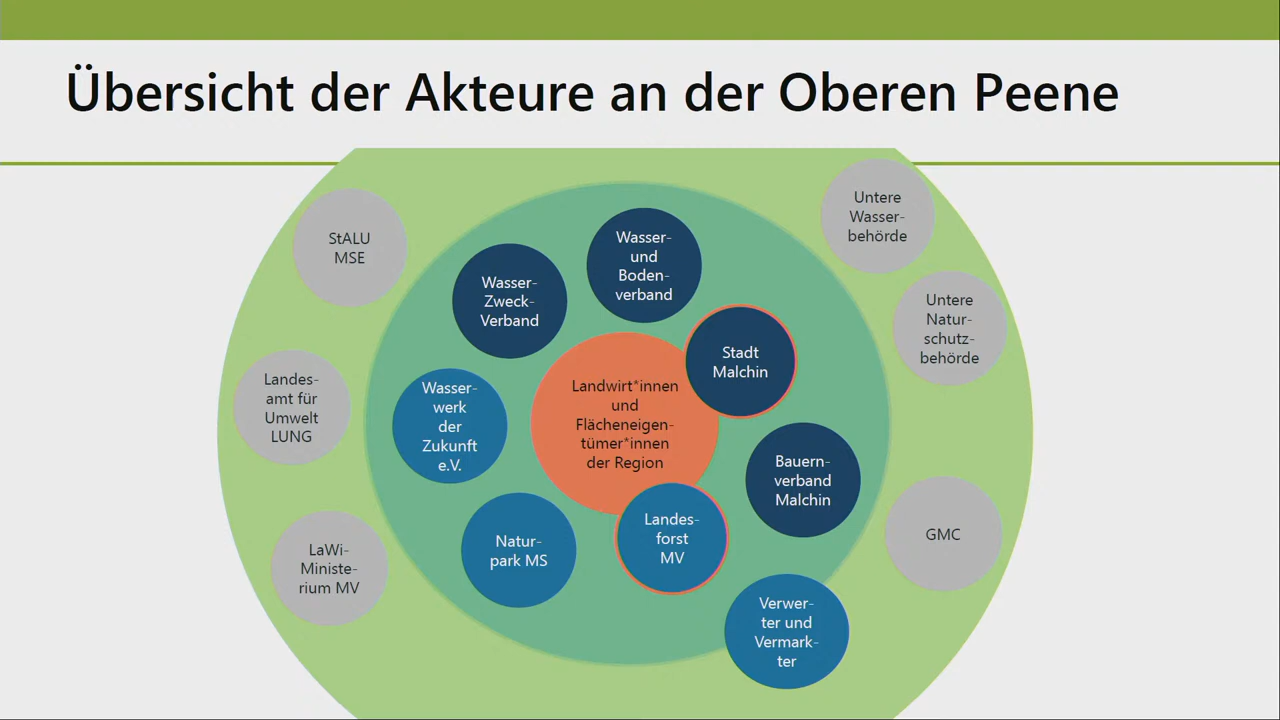 Übersicht der Akteure an der Oberen Peene
StALU
MSE
Untere
Wasser-
behörde
Wasser-
und
Boden-
verband
Wasser-
Zweck-
Verband
Untere
Natur-
schutz-
behörde
Stadt
Malchin
Landes-
amt für
Umwelt
LUNG
Wasser-
werk
der
Zukunft
e.V.
Landwirt*innen
und
Flächeneigen-
tümer*innen
der Region
Bauern-
verband
Malchin
Landes-
forst
MV
Natur-
park MS
GMC
LaWi-
Ministe-
rium MV
Verwer-
ter und
Vermark-
ter